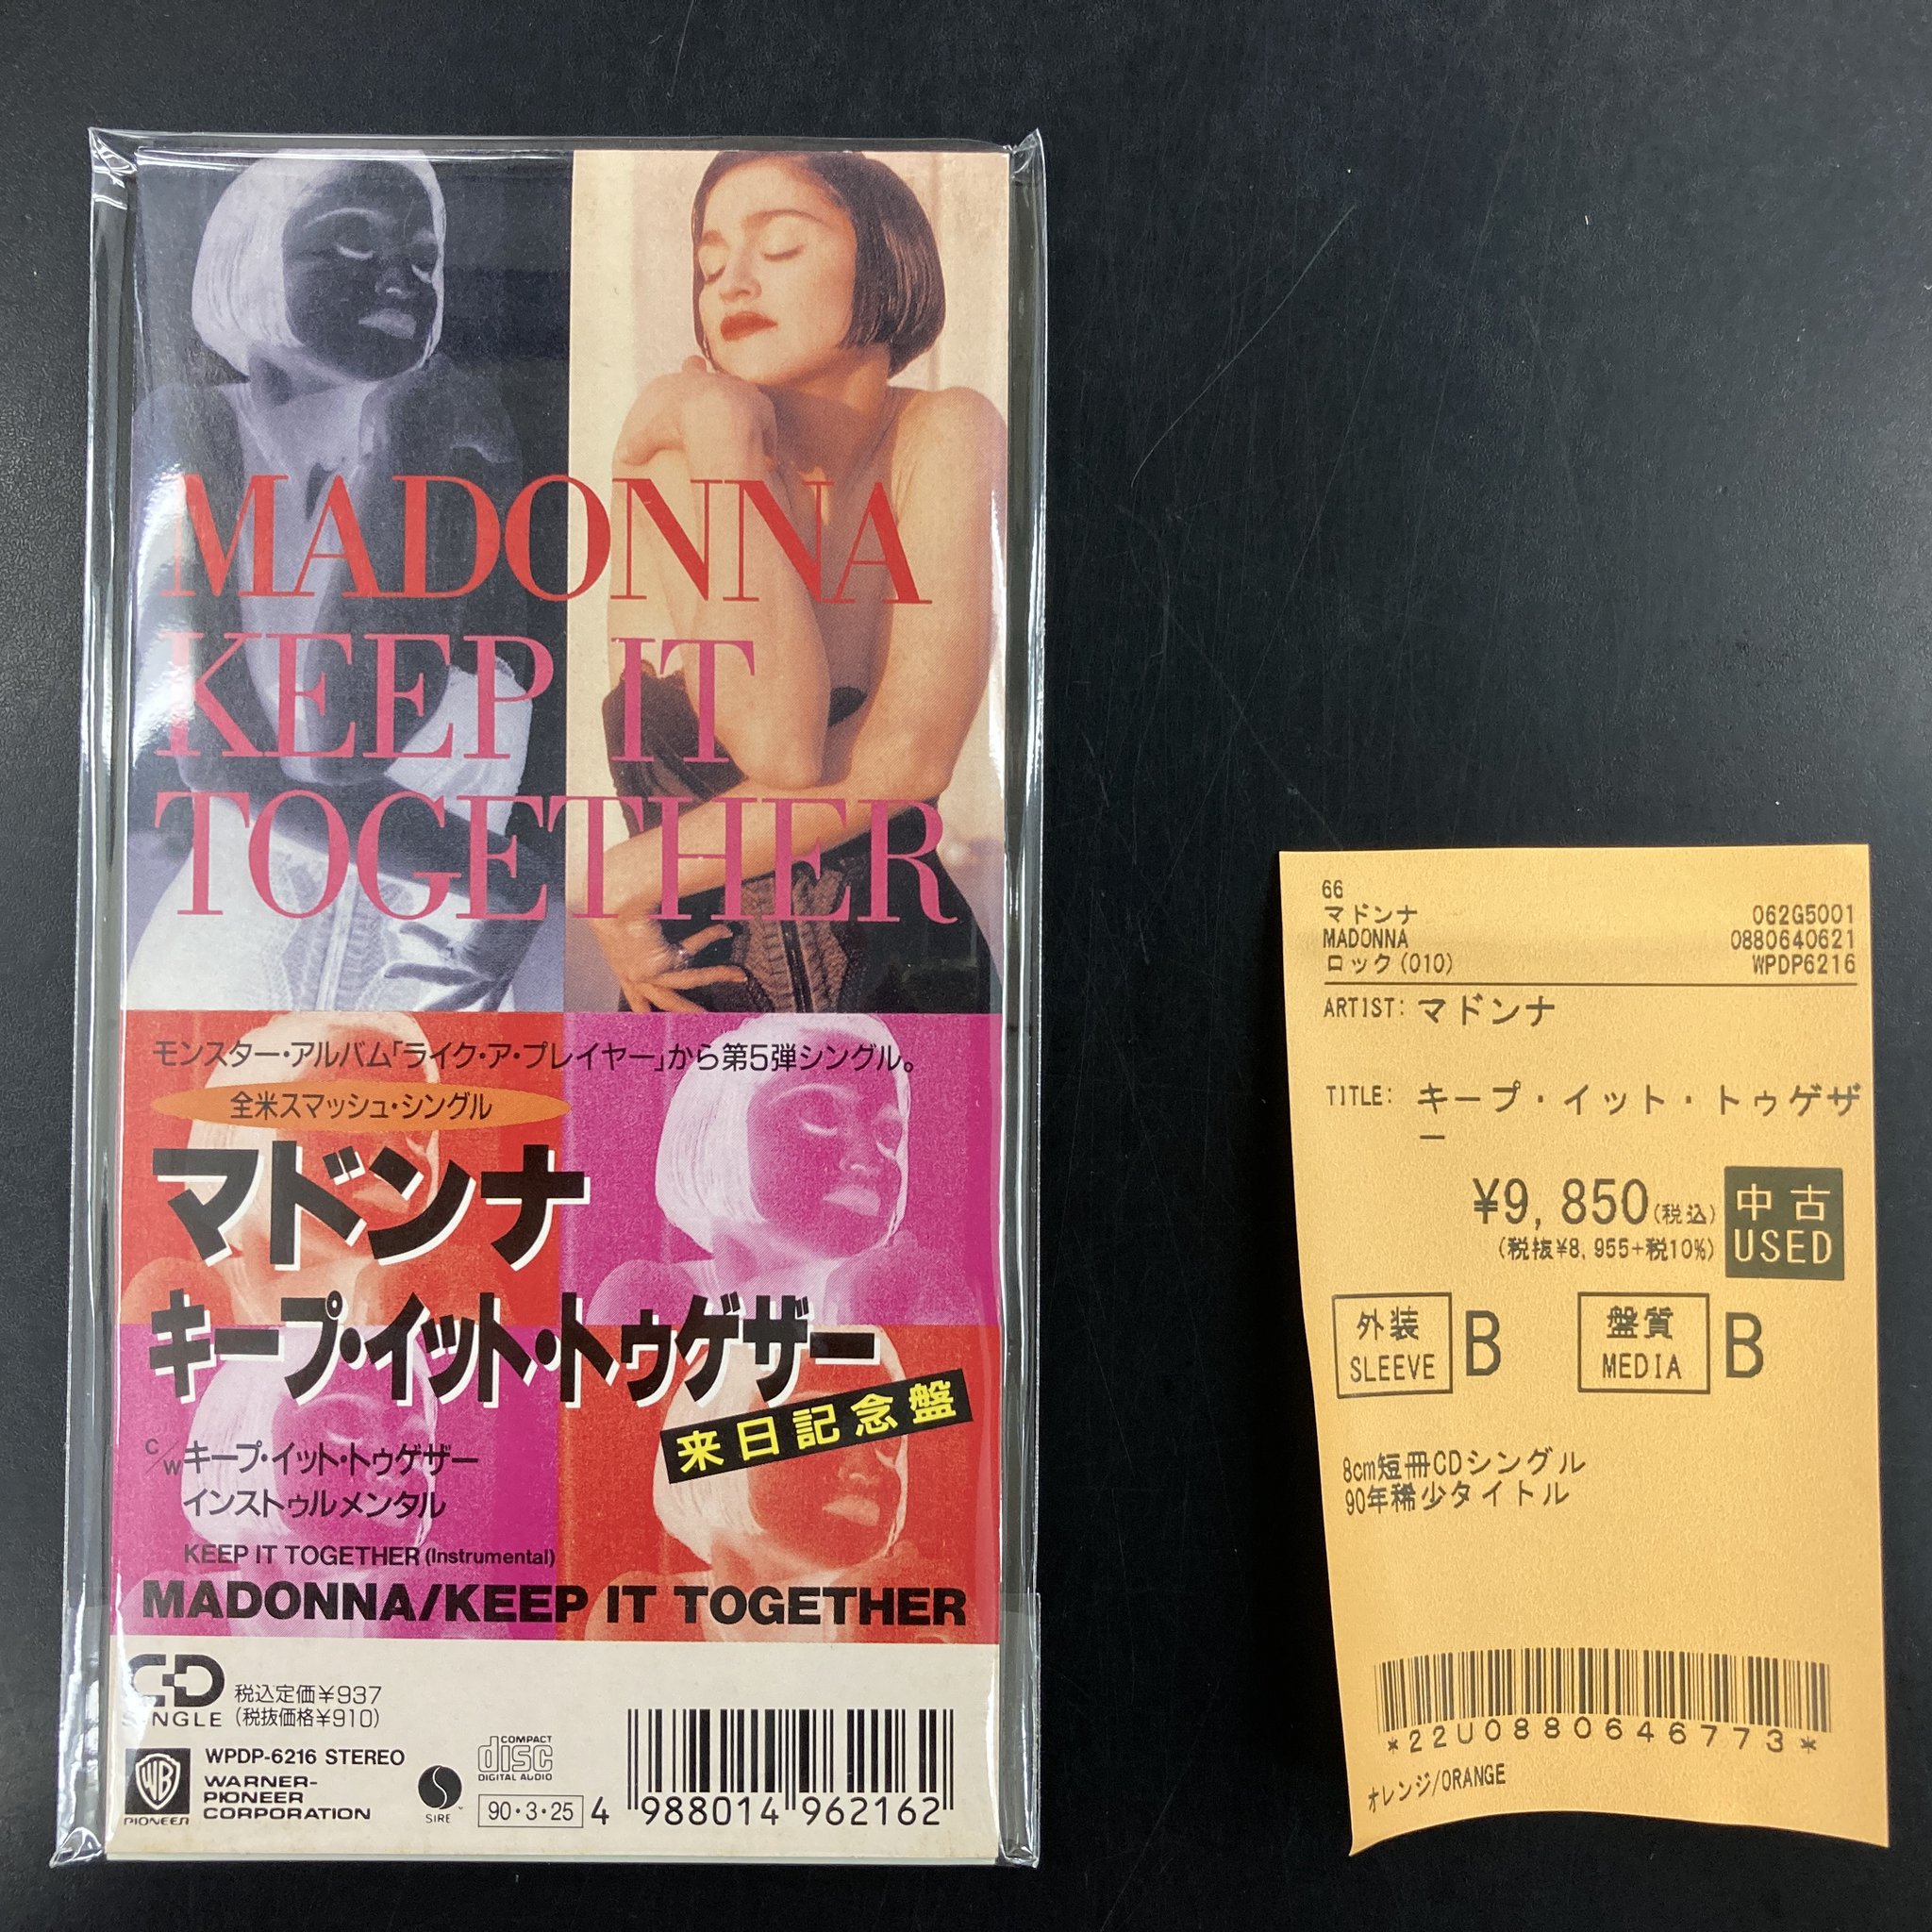 MADONNA
KEEP IT
TOGETHER
モンスター・アルバム「ライク・ア・プレイヤー」から第5弾シングル。
全米スマッシュ・シングル
マドンナ
キープ・イット・トゥゲザー
来日記念盤
C/W キープ・イット・トゥゲザー
インストゥルメンタル
KEEP IT TOGETHER (Instrumental)
MADONNA/KEEP IT TOGETHER
CD
SINGLE
税込定価¥937
(税抜価格¥910)
WB
PIONEER
WPDP-6216 STEREO
WARNER-
PIONEER
CORPORATION
SIRE
COMPACT
disc
DIGITAL AUDIO
90・3・25
4 988014 962162
66
マドンナ 062G5001
MADONNA 0880640621
ロック(010) WPDP6216
ARTIST: マドンナ
TITLE: キープ・イット・トゥゲザ
ー
¥9,850(税込)
(税抜¥8,955+税10%)
中古
USED
外装
SLEEVE
B
盤質
MEDIA
B
8cm短冊CDシングル
90年稀少タイトル
*22U0880646773*
オレンジ/ORANGE